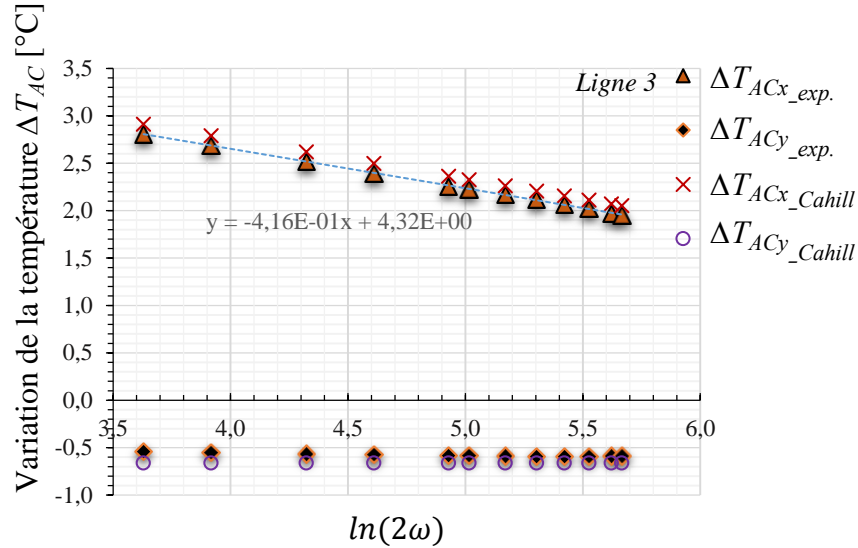 Variation de la température ΔT_AC [°C]
3,5
3,0
2,5
2,0
1,5
1,0
0,5
0,0
-0,5
-1,0
3,5 4,0 4,5 5,0 5,5 6,0
ln(2ω)
y = -4,16E-01x + 4,32E+00
Ligne 3
ΔT_ACx_exp.
ΔT_ACy_exp.
ΔT_ACx_Cahill
ΔT_ACy_Cahill